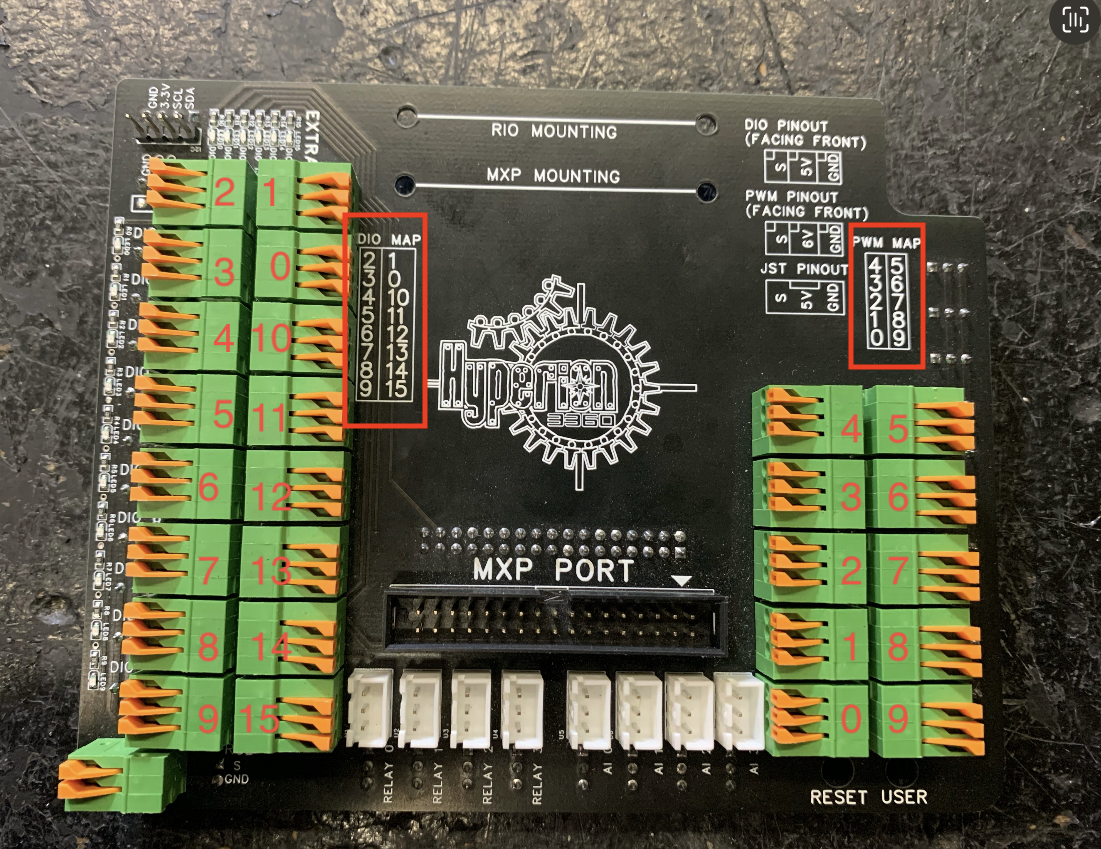 GND
3.3V
SCL
SDA
EXTRA
GND
RIO MOUNTING
MXP MOUNTING
DIO PINOUT
(FACING FRONT)
S 5V GND
PWM PINOUT
(FACING FRONT)
S 6V GND
JST PINOUT
S 5V GND
DIO MAP
2 1
3 0
4 10
5 11
6 12
7 13
8 14
9 15
PWM MAP
4 5
3 6
2 7
1 8
0 9
2 1
3 0
4 10
5 11
6 12
7 13
8 14
9 15
Hyperion
3360
4 5
3 6
2 7
1 8
0 9
MXP PORT
RELAY 0
RELAY 1
RELAY 2
RELAY
AI 0
AI
AI
AI
S
GND
RESET USER